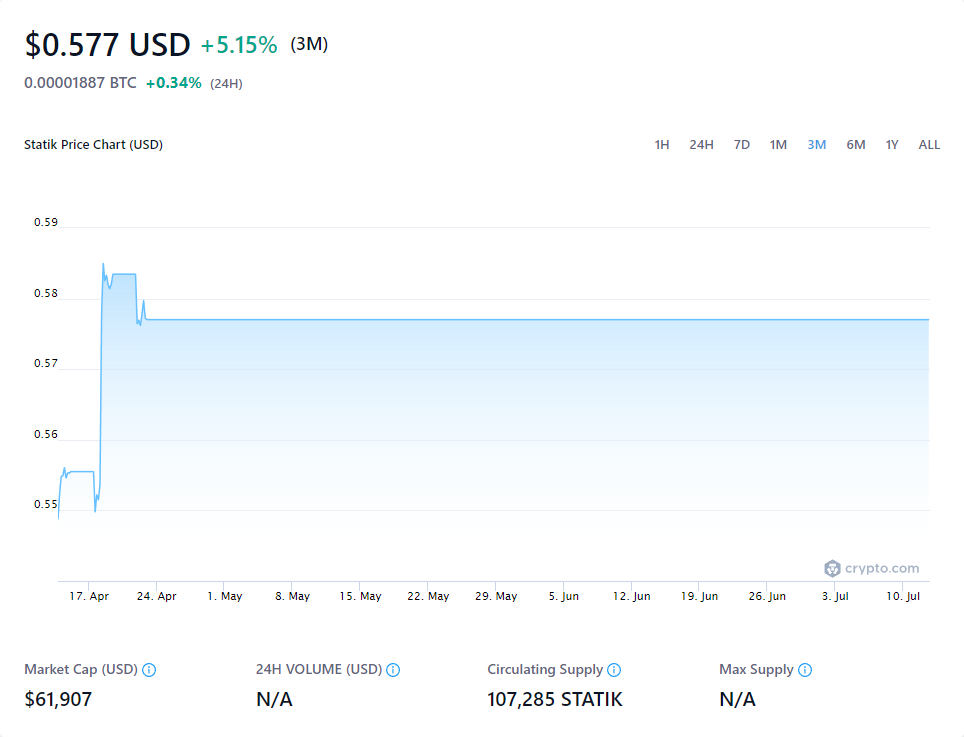 $0.577 USD +5.15% (3M)
0.00001887 BTC +0.34% (24H)
Statik Price Chart (USD) 1H 24H 7D 1M 3M 6M 1Y ALL
0.59
0.58
0.57
0.56
0.55
crypto.com
17. Apr 24. Apr 1. May 8. May 15. May 22. May 29. May 5. Jun 12. Jun 19. Jun 26. Jun 3. Jul 10. Jul
Market Cap (USD) 24H VOLUME (USD) Circulating Supply Max Supply
$61,907 N/A 107,285 STATIK N/A